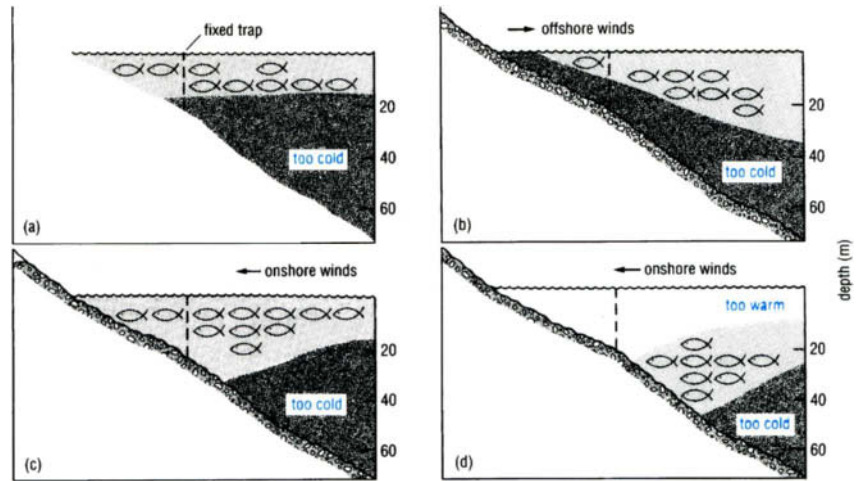 fixed trap
20
40
too cold
60
(a)
offshore winds
20
40
too cold
60
(b)
depth (m)
onshore winds
20
40
too cold
60
(c)
onshore winds
too warm
20
40
too cold
60
(d)